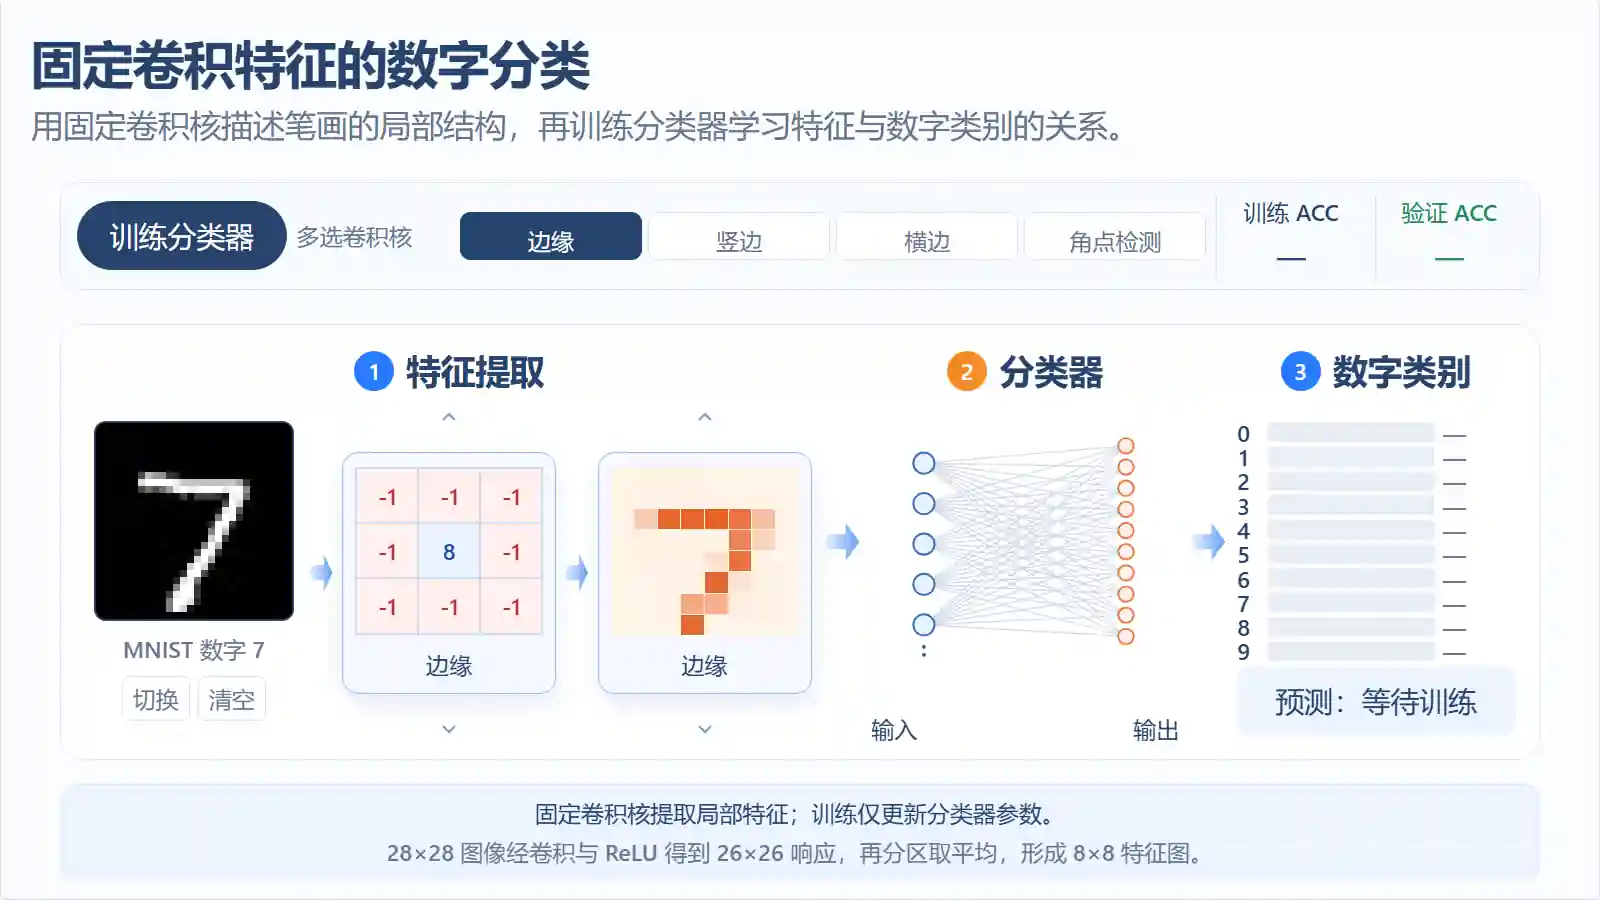 固定卷积特征的数字分类
用固定卷积核描述笔画的局部结构，再训练分类器学习特征与数字类别的关系。
训练分类器
多选卷积核
边缘
竖边
横边
角点检测
训练 ACC
—
验证 ACC
—
1 特征提取
2 分类器
3 数字类别
MNIST 数字 7
切换
清空
-1 -1 -1
-1 8 -1
-1 -1 -1
边缘
边缘
输入
输出
0 —
1 —
2 —
3 —
4 —
5 —
6 —
7 —
8 —
9 —
预测：等待训练
固定卷积核提取局部特征；训练仅更新分类器参数。
28×28 图像经卷积与 ReLU 得到 26×26 响应，再分区取平均，形成 8×8 特征图。